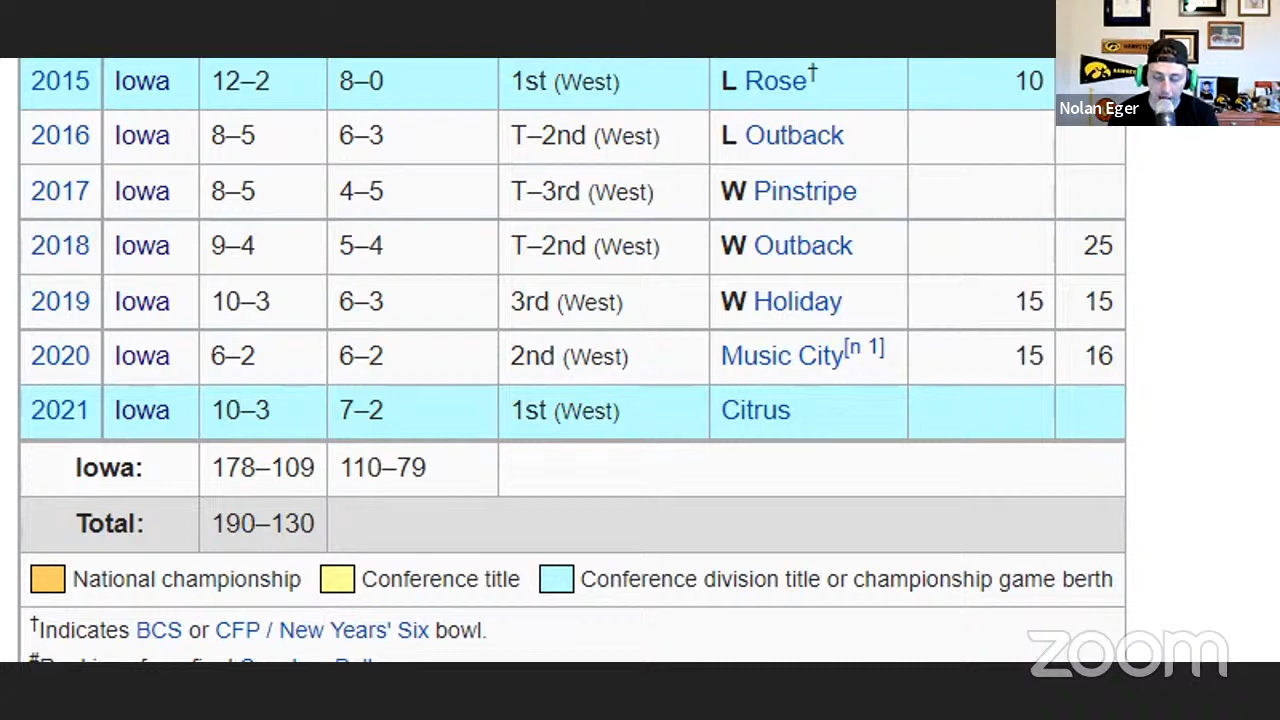 2015 Iowa 12–2 8–0 1st (West) L Rose† 10
2016 Iowa 8–5 6–3 T–2nd (West) L Outback
2017 Iowa 8–5 4–5 T–3rd (West) W Pinstripe
2018 Iowa 9–4 5–4 T–2nd (West) W Outback 25
2019 Iowa 10–3 6–3 3rd (West) W Holiday 15 15
2020 Iowa 6–2 6–2 2nd (West) Music City[n 1] 15 16
2021 Iowa 10–3 7–2 1st (West) Citrus
Iowa: 178–109 110–79
Total: 190–130
National championship Conference title Conference division title or championship game berth
†Indicates BCS or CFP / New Years' Six bowl.
Nolan Eger
zoom